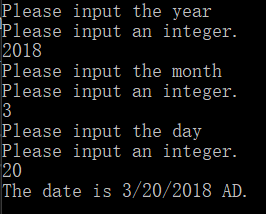 Please input the year
Please input an integer.
2018
Please input the month
Please input an integer.
3
Please input the day
Please input an integer.
20
The date is 3/20/2018 AD.